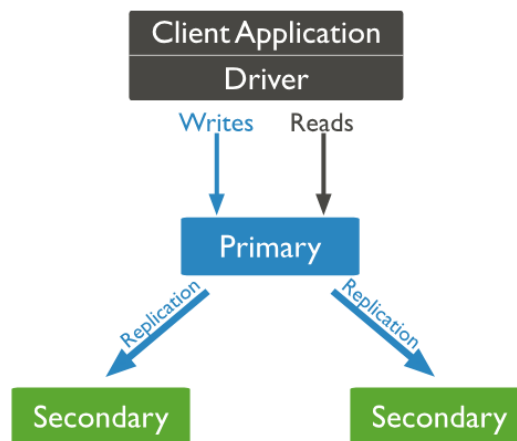 Client Application
Driver
Writes Reads
Primary
Replication Replication
Secondary Secondary